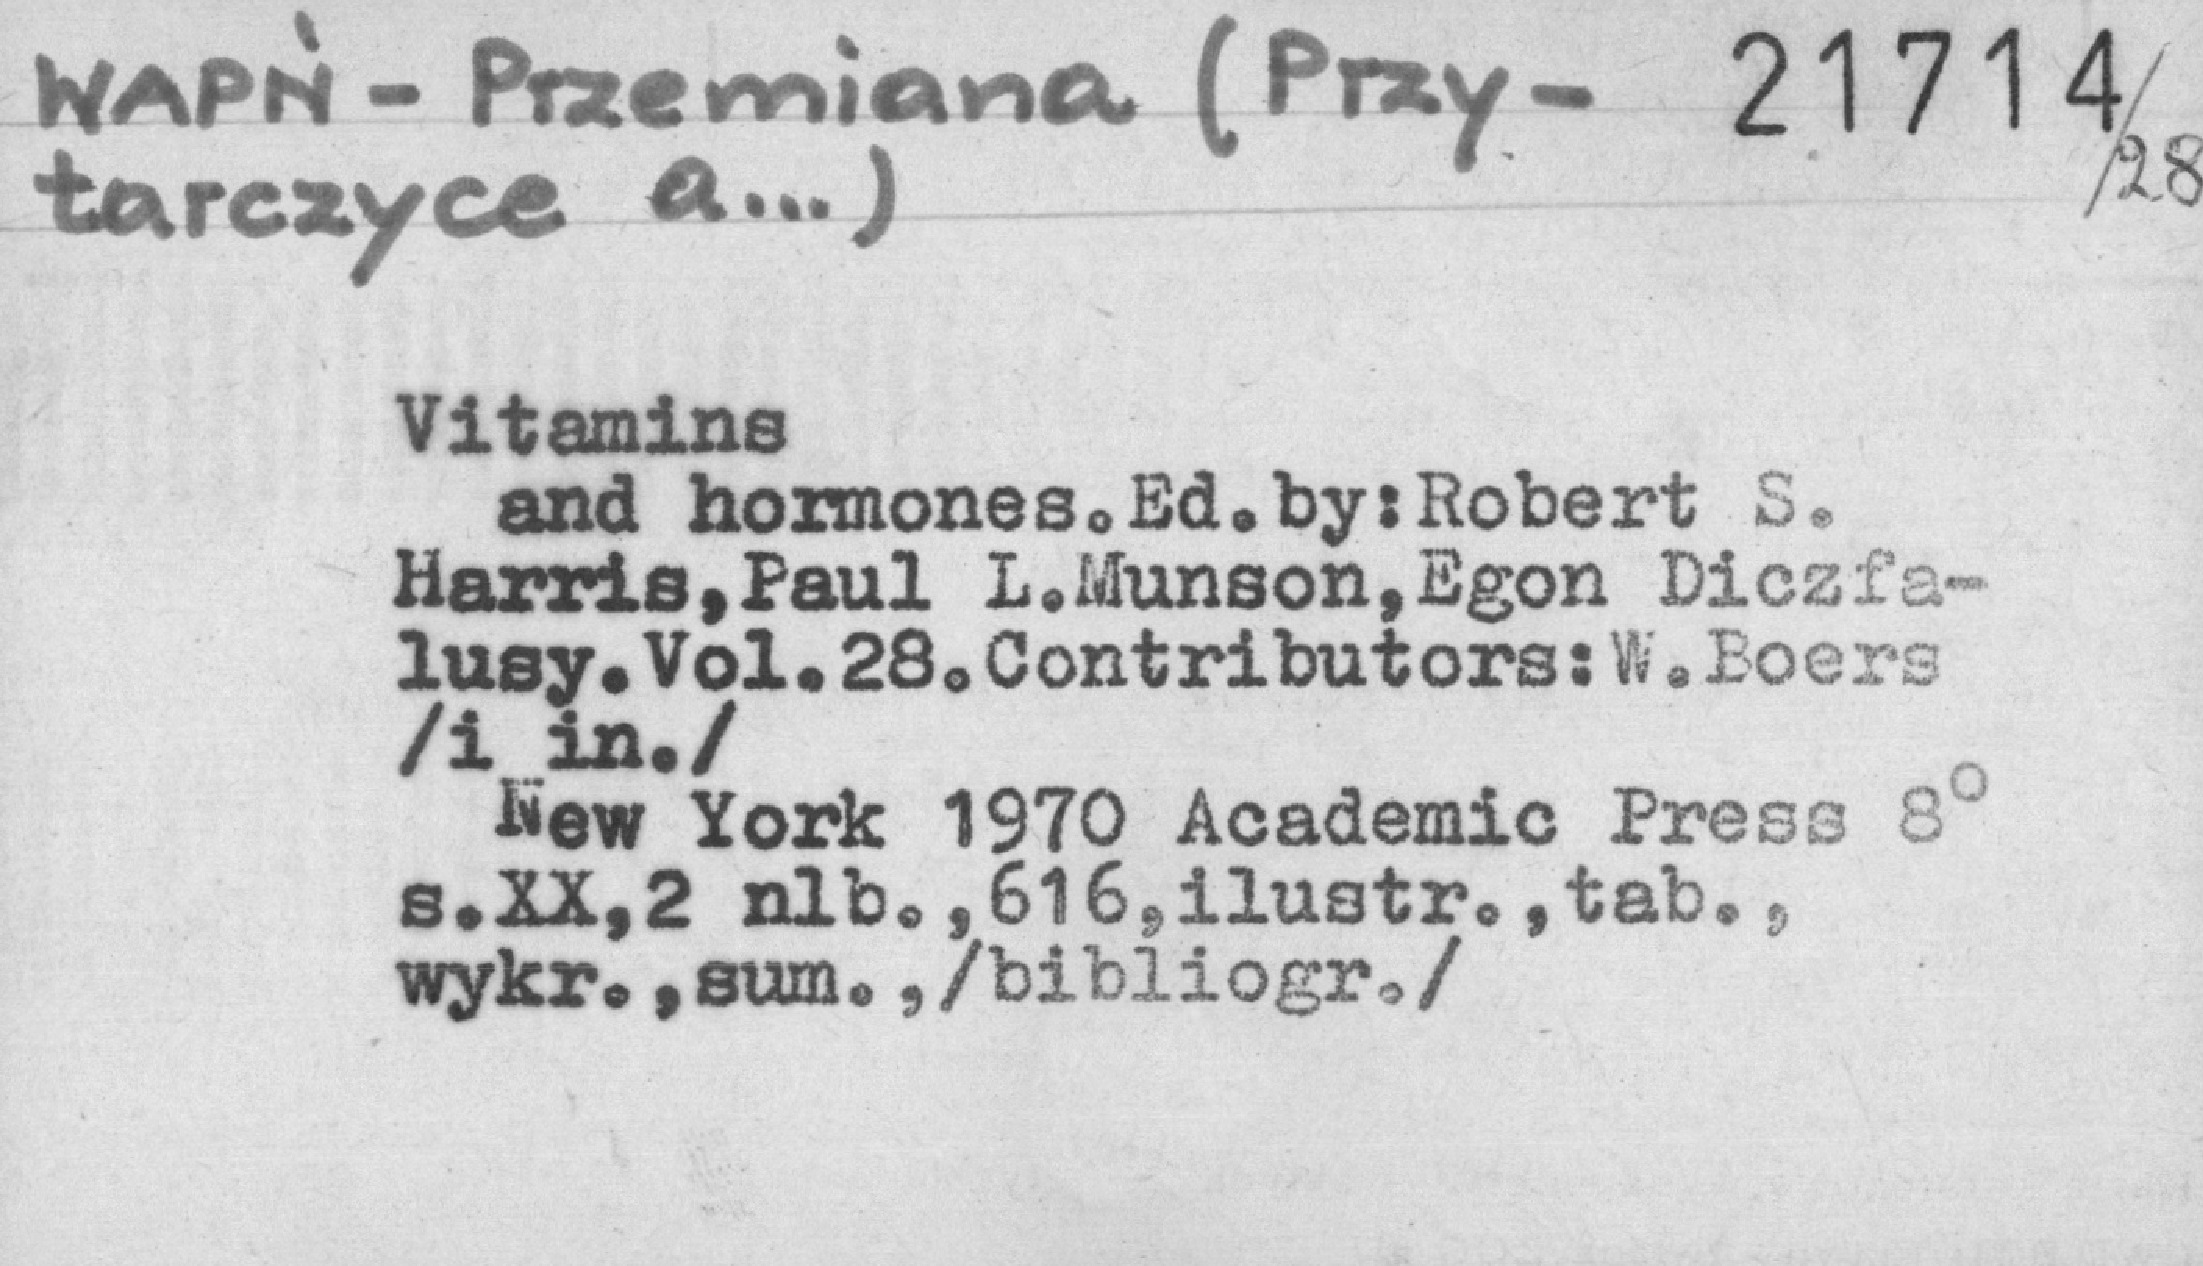 WAPŃ - Przemiana (Przy- 21714/28
tarczyce a...)
Vitamins
and hormones.Ed.by:Robert S.
Harris,Paul L.Munson,Egon Diczfa-
lusy.Vol.28.Contributors:W.Boers
/i in./
New York 1970 Academic Press 8°
s.XX,2 nlb.,616,ilustr.,tab.,
wykr.,sum.,/bibliogr./